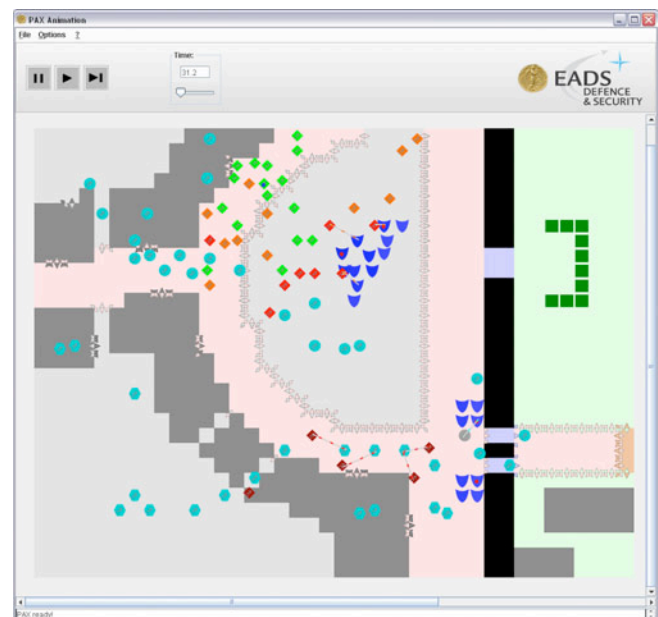 PAX Animation
File Options ?
Time:
31.2
EADS
DEFENCE
& SECURITY
PAX ready!